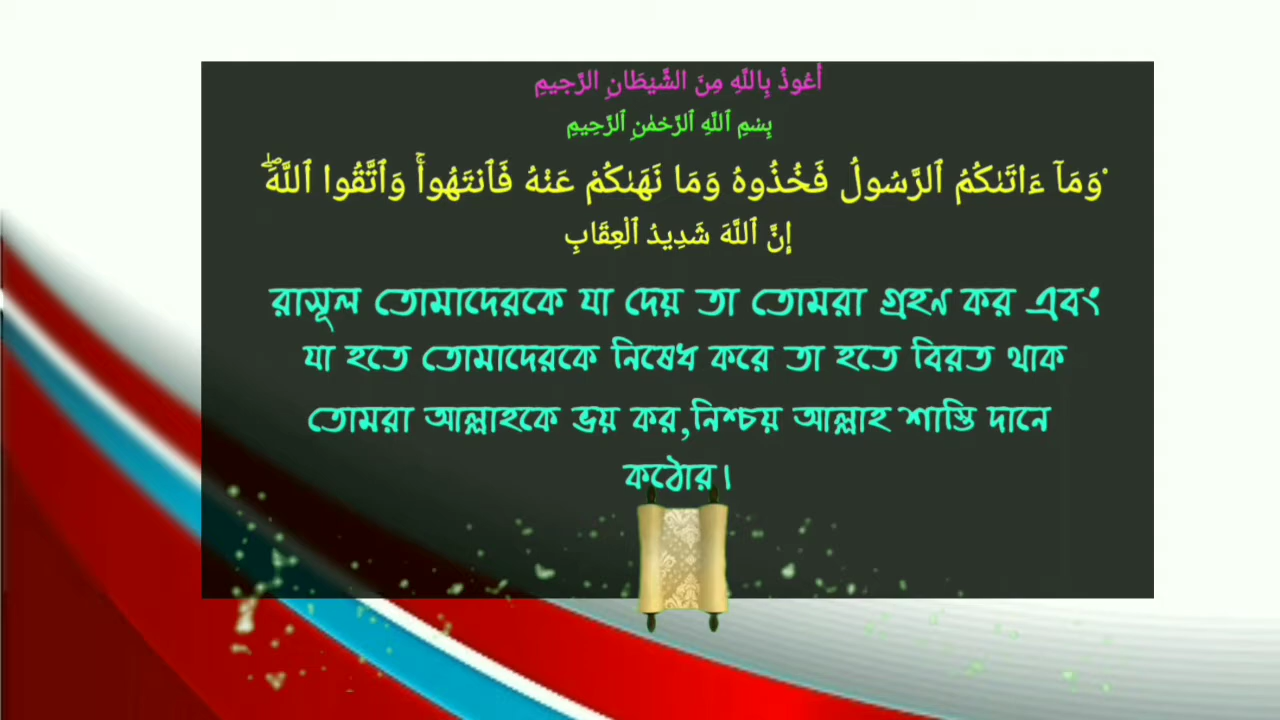 أَعُوذُ بِاللَّهِ مِنَ الشَّيْطَانِ الرَّجِيمِ
بِسْمِ ٱللَّهِ ٱلرَّحْمَٰنِ ٱلرَّحِيمِ
وَمَآ ءَاتَىٰكُمُ ٱلرَّسُولُ فَخُذُوهُ وَمَا نَهَىٰكُمْ عَنْهُ فَٱنتَهُوا۟ۚ وَٱتَّقُوا ٱللَّهَۖ
إِنَّ ٱللَّهَ شَدِيدُ ٱلْعِقَابِ
রাসূল তোমাদেরকে যা দেয় তা তোমরা গ্রহণ কর এবং
যা হতে তোমাদেরকে নিষেধ করে তা হতে বিরত থাক
তোমরা আল্লাহকে ভয় কর,নিশ্চয় আল্লাহ শাস্তি দানে
কঠোর।